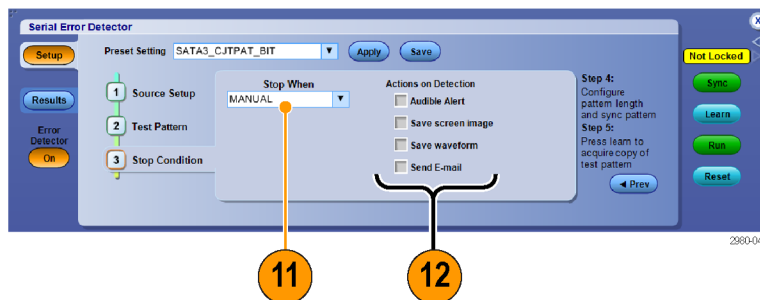 Serial Error Detector
X
Setup
Preset Setting
SATA3_CJTPAT_BIT
Apply
Save
Not Locked
Results
Error
Detector
On
1 Source Setup
2 Test Pattern
3 Stop Condition
Stop When
MANUAL
Actions on Detection
Audible Alert
Save screen image
Save waveform
Send E-mail
Step 4:
Configure
pattern length
and sync pattern
Step 5:
Press learn to
acquire copy of
test pattern
Prev
Sync
Learn
Run
Reset
2980-04
11
12